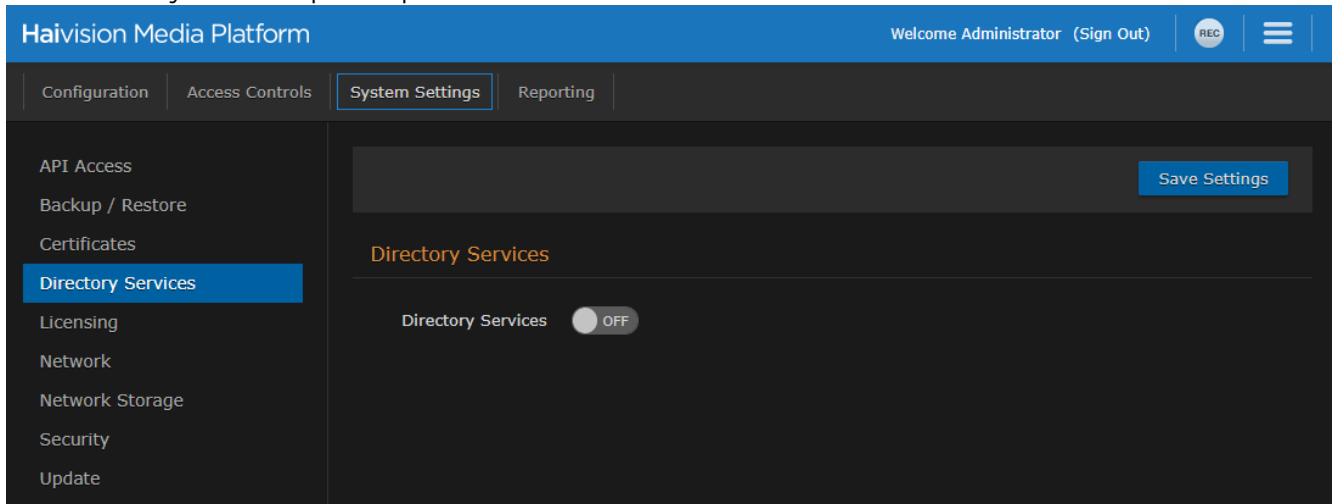 Haivision Media Platform
Welcome Administrator (Sign Out)
REC
Configuration
Access Controls
System Settings
Reporting
API Access
Backup / Restore
Certificates
Directory Services
Licensing
Network
Network Storage
Security
Update
Save Settings
Directory Services
Directory Services OFF